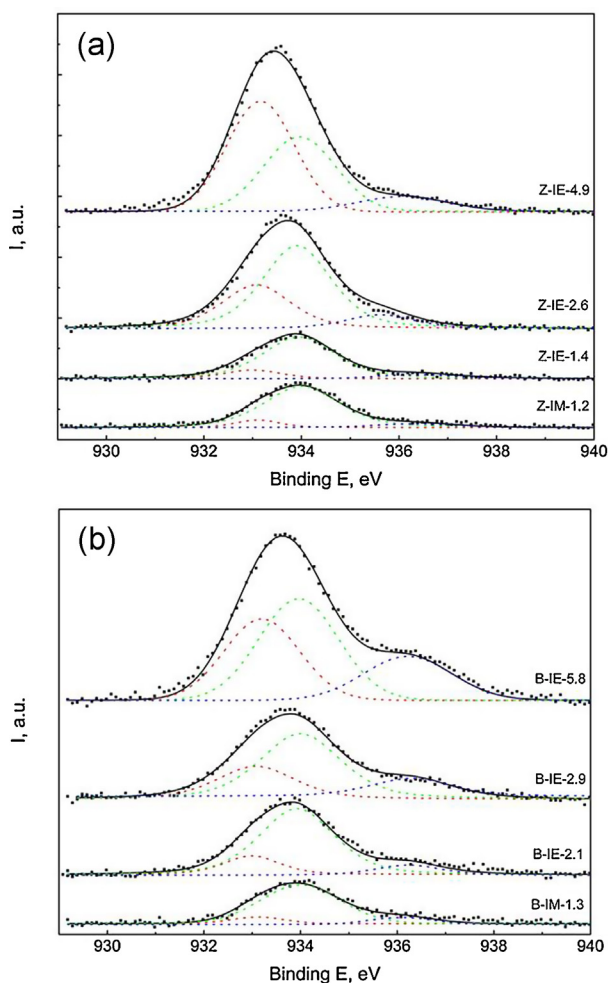 (a)
Z-IE-4.9
Z-IE-2.6
Z-IE-1.4
Z-IM-1.2
I, a.u.
930 932 934 936 938 940
Binding E, eV
(b)
B-IE-5.8
B-IE-2.9
B-IE-2.1
B-IM-1.3
I, a.u.
930 932 934 936 938 940
Binding E, eV